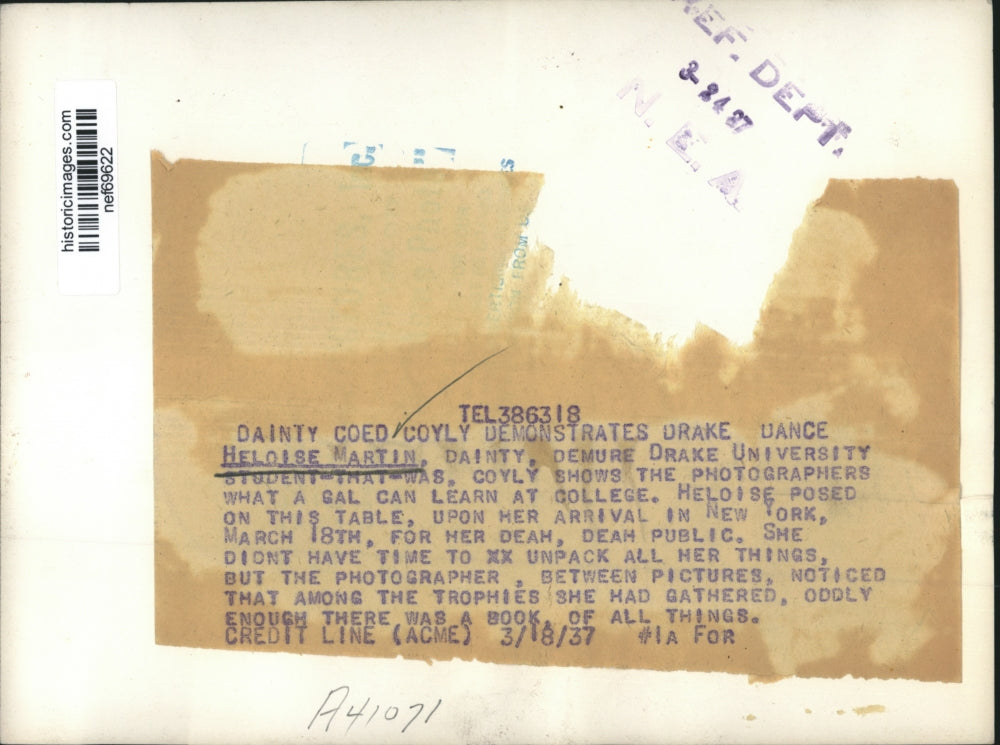 REF. DEPT.
3-24 37
N. E. A.
historicimages.com
nef69622
FROM
TEL386318
DAINTY COED COYLY DEMONSTRATES DRAKE DANCE
HELOISE MARTIN, DAINTY, DEMURE DRAKE UNIVERSITY
STUDENT-THAT-WAS, COYLY SHOWS THE PHOTOGRAPHERS
WHAT A GAL CAN LEARN AT COLLEGE. HELOISE POSED
ON THIS TABLE, UPON HER ARRIVAL IN NEW YORK,
MARCH 18TH, FOR HER DEAH, DEAH PUBLIC. SHE
DIDNT HAVE TIME TO XX UNPACK ALL HER THINGS,
BUT THE PHOTOGRAPHER , BETWEEN PICTURES, NOTICED
THAT AMONG THE TROPHIES SHE HAD GATHERED, ODDLY
ENOUGH THERE WAS A BOOK, OF ALL THINGS.
CREDIT LINE (ACME) 3/18/37 #1A FOR
A41071